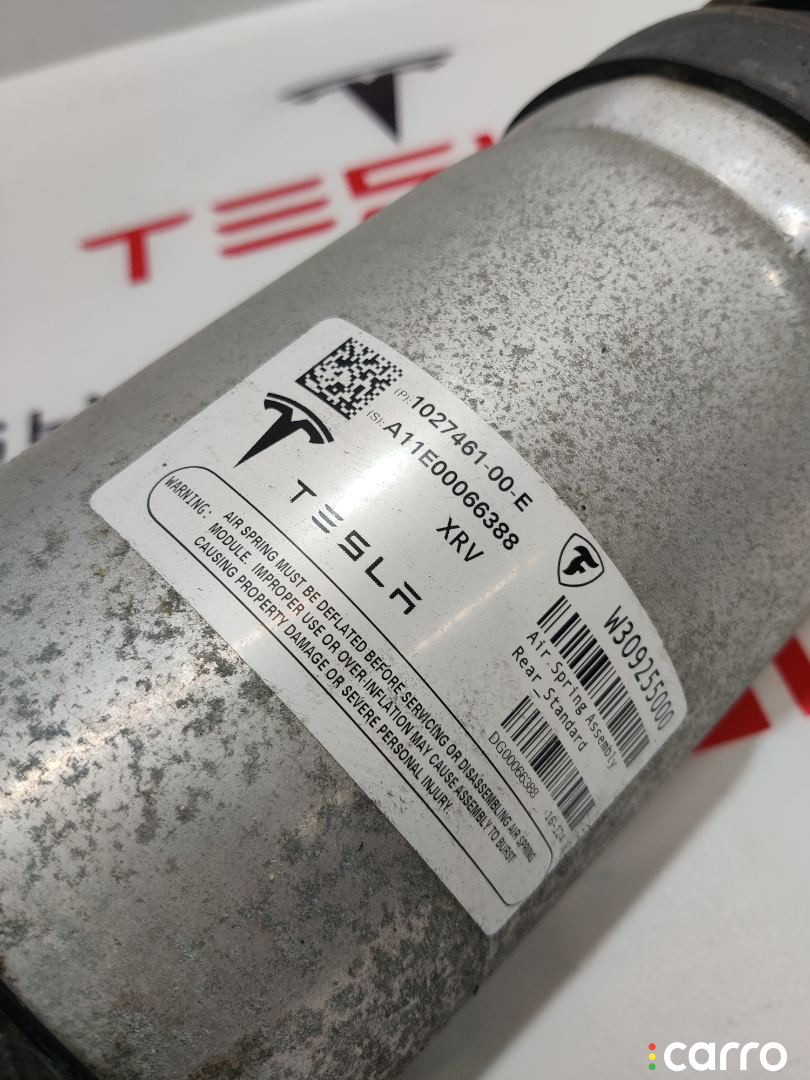 TESL
(P): 1027461-00-E
(S): A11E00066388
XRV
TESLA
WARNING: AIR SPRING MUST BE DEFLATED BEFORE SERVICING OR DISASSEMBLING AIR SPRING
MODULE. IMPROPER USE OR OVER-INFLATION MAY CAUSE ASSEMBLY TO BURST
CAUSING PROPERTY DAMAGE OR SEVERE PERSONAL INJURY.
W309255000
Air Spring Assembly
Rear_Standard
DG00066388
carro